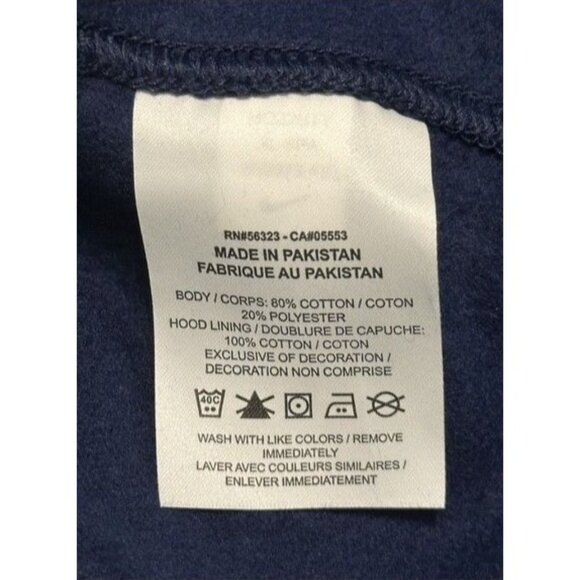 RN#56323 - CA#05553
MADE IN PAKISTAN
FABRIQUE AU PAKISTAN
BODY / CORPS: 80% COTTON / COTON
20% POLYESTER
HOOD LINING / DOUBLURE DE CAPUCHE:
100% COTTON / COTON
EXCLUSIVE OF DECORATION /
DECORATION NON COMPRISE
40C
WASH WITH LIKE COLORS / REMOVE
IMMEDIATELY
LAVER AVEC COULEURS SIMILAIRES /
ENLEVER IMMEDIATEMENT